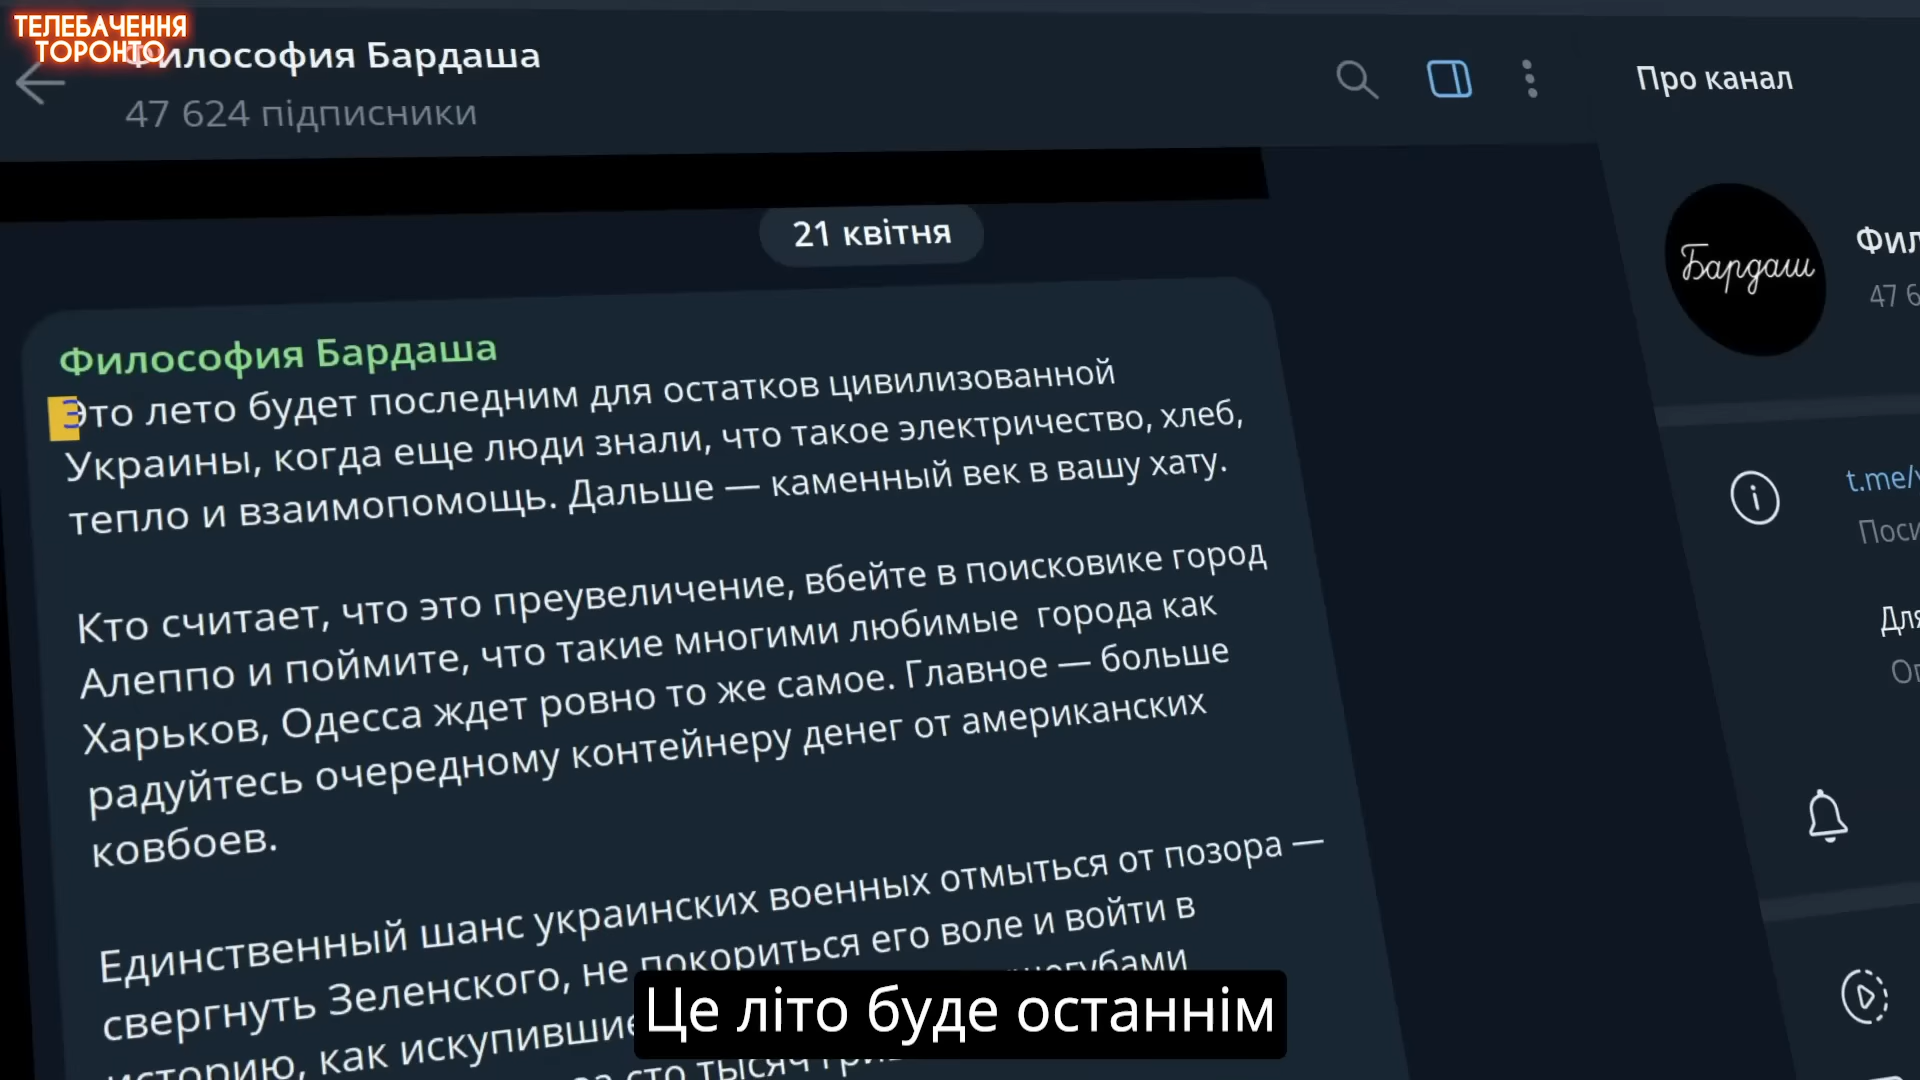 ТЕЛЕБАЧЕННЯ
ТОРОНТО
Философия Бардаша
47 624 підписники
Про канал
21 квітня
Бардаш
47 6
Философия Бардаша
Это лето будет последним для остатков цивилизованной
Украины, когда еще люди знали, что такое электричество, хлеб,
тепло и взаимопомощь. Дальше — каменный век в вашу хату.
Кто считает, что это преувеличение, вбейте в поисковике город
Алеппо и поймите, что такие многими любимые города как
Харьков, Одесса ждет ровно то же самое. Главное — больше
радуйтесь очередному контейнеру денег от американских
ковбоев.
Единственный шанс украинских военных отмыться от позора —
свергнуть Зеленского, не покориться его воле и войти в
историю, как
сто тысяч
t.me/
Це літо буде останнім